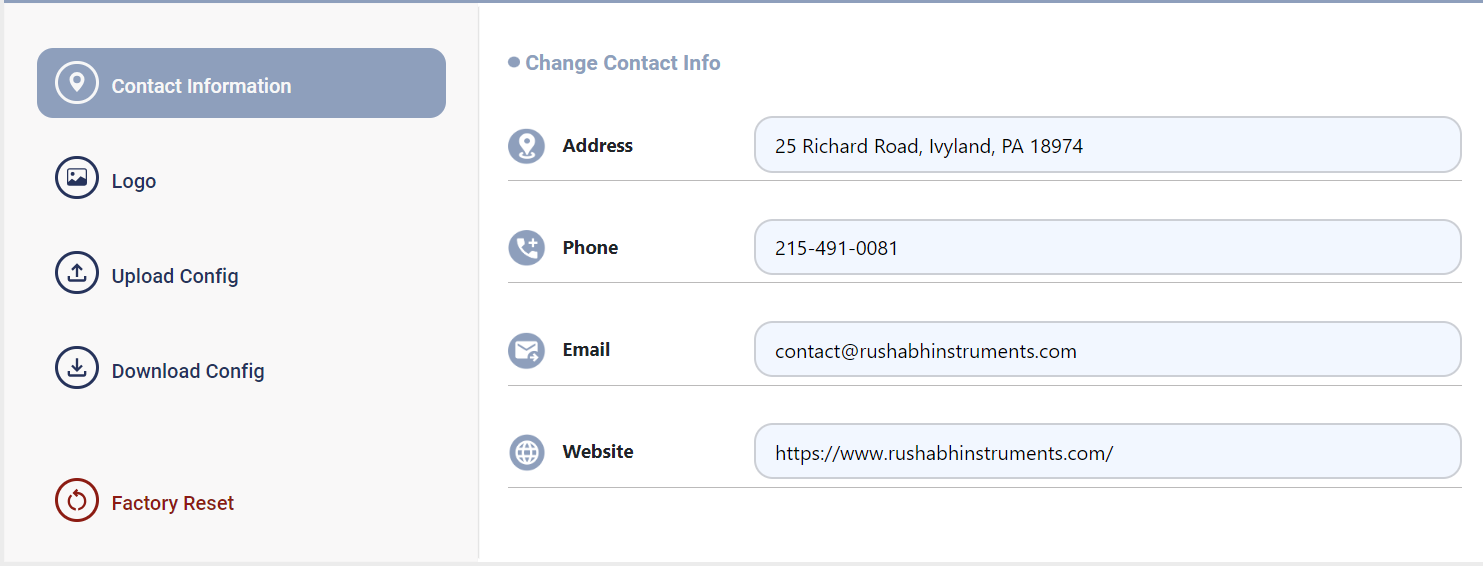 Contact Information
Logo
Upload Config
Download Config
Factory Reset
Change Contact Info
Address 25 Richard Road, Ivyland, PA 18974
Phone 215-491-0081
Email contact@rushabhinstruments.com
Website https://www.rushabhinstruments.com/